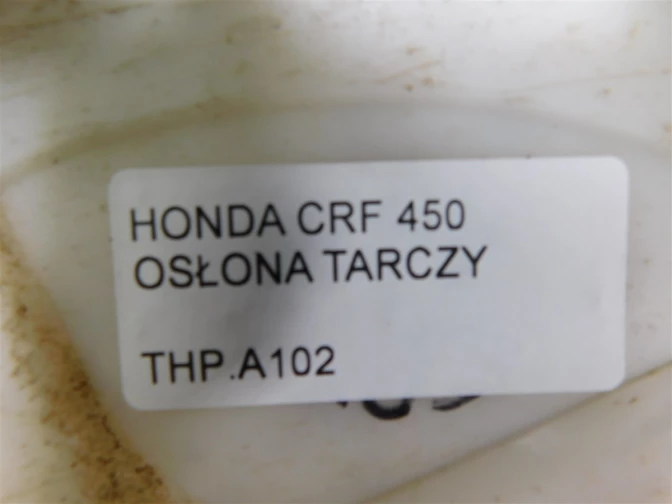 HONDA CRF 450
OSŁONA TARCZY
THP.A102